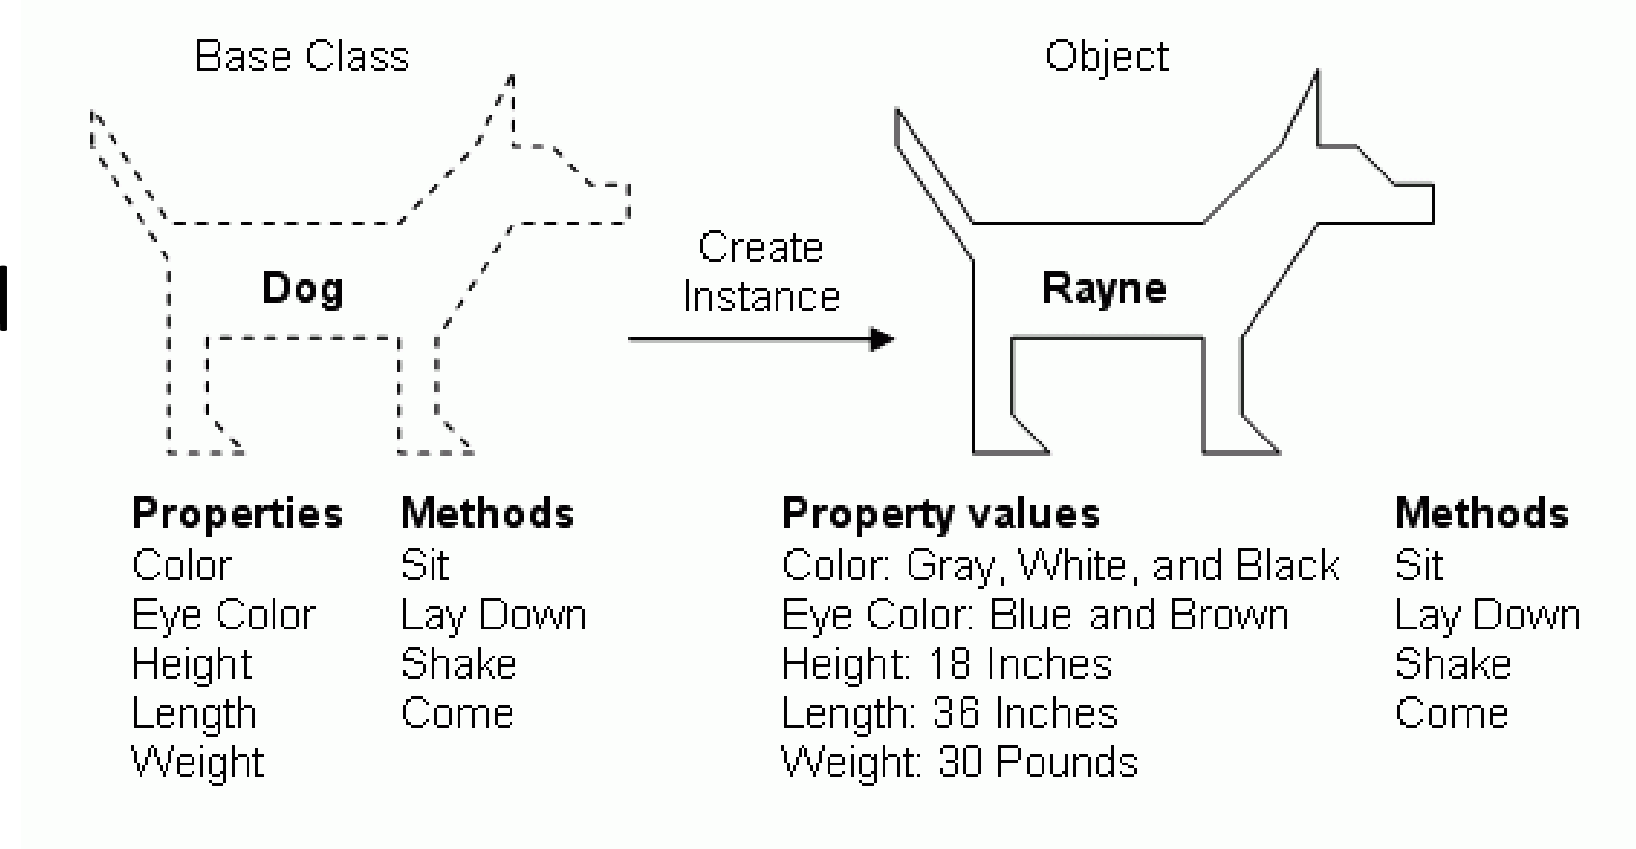 Base Class
Object
Create
Instance
Dog
Rayne
Properties Methods
Color Sit
Eye Color Lay Down
Height Shake
Length Come
Weight
Property values Methods
Color: Gray, White, and Black Sit
Eye Color: Blue and Brown Lay Down
Height: 18 Inches Shake
Length: 36 Inches Come
Weight: 30 Pounds